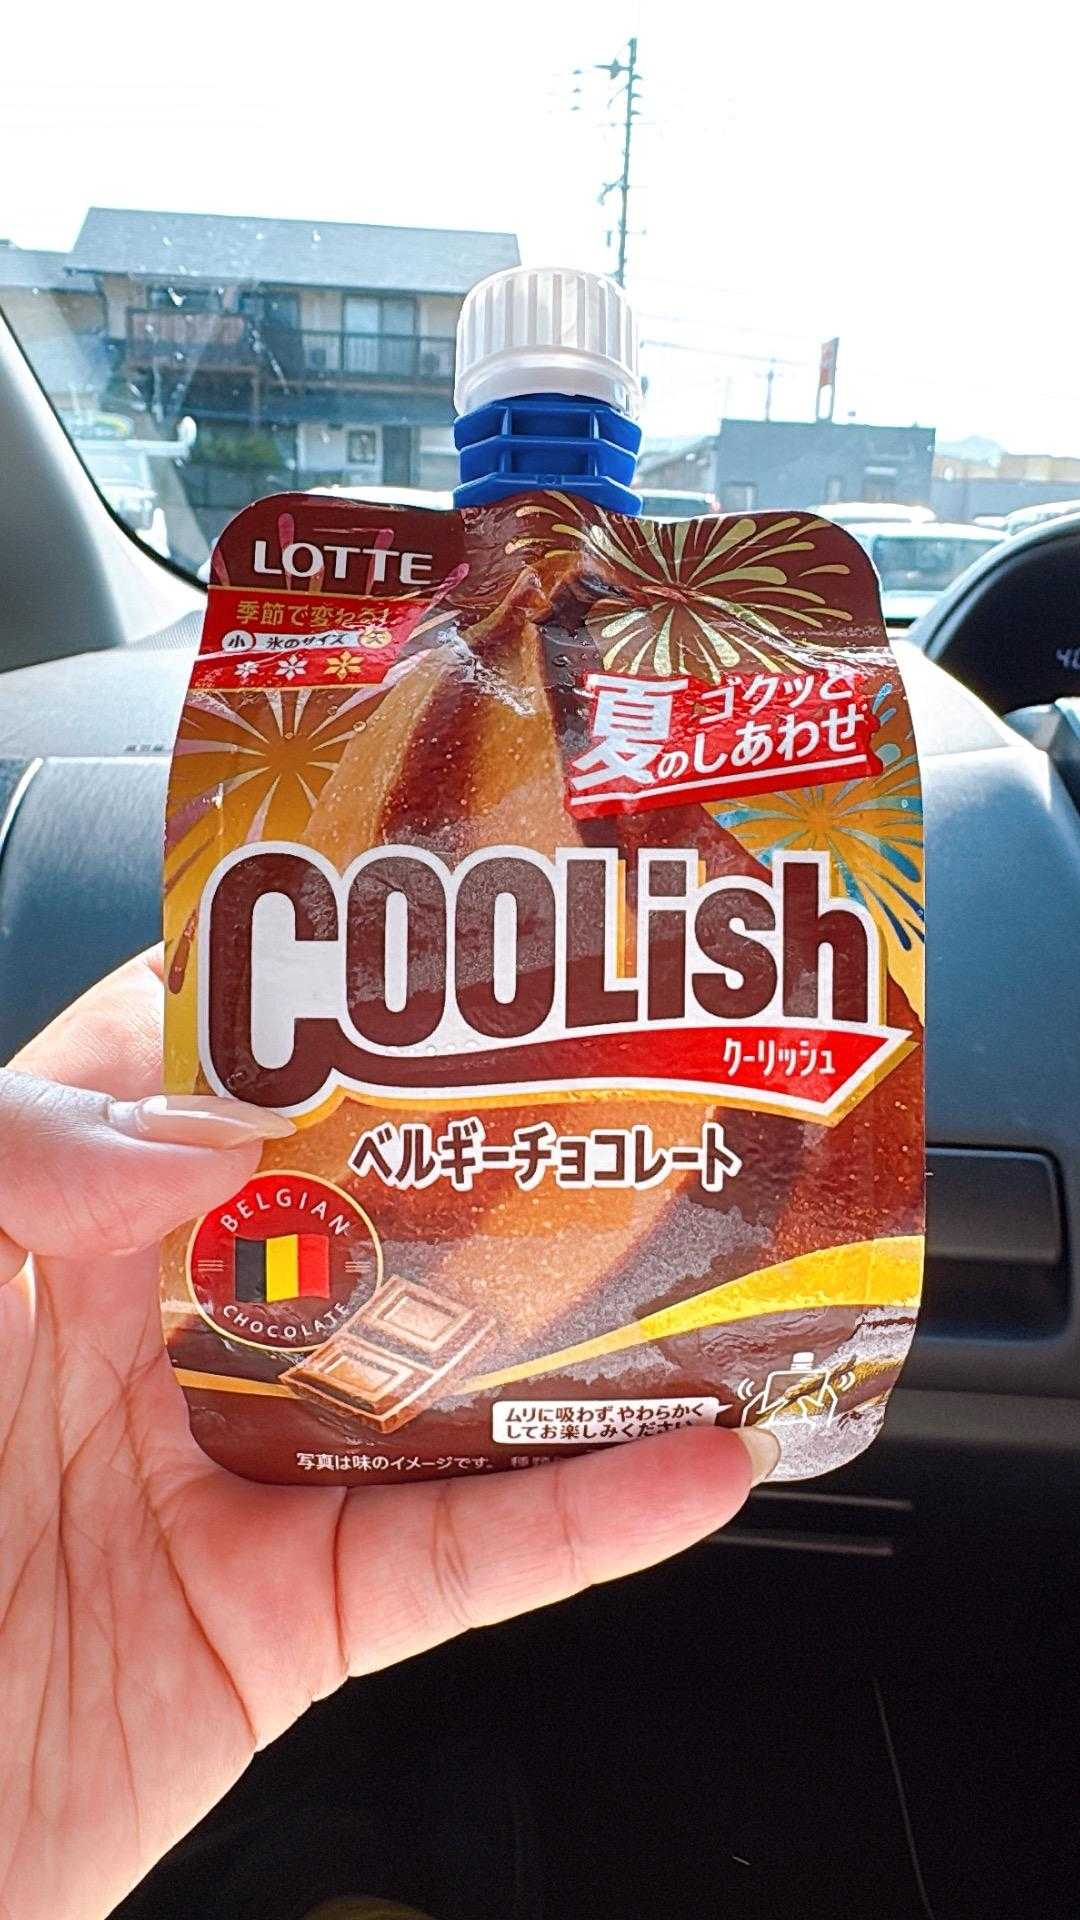 LOTTE
季節で変わる!
小 氷のサイズ 大
夏ゴクッと
のしあわせ
COOLish
クーリッシュ
ベルギーチョコレート
BELGIAN
CHOCOLATE
ムリに吸わず、やわらかく
してお楽しみください
写真は味のイメージです。